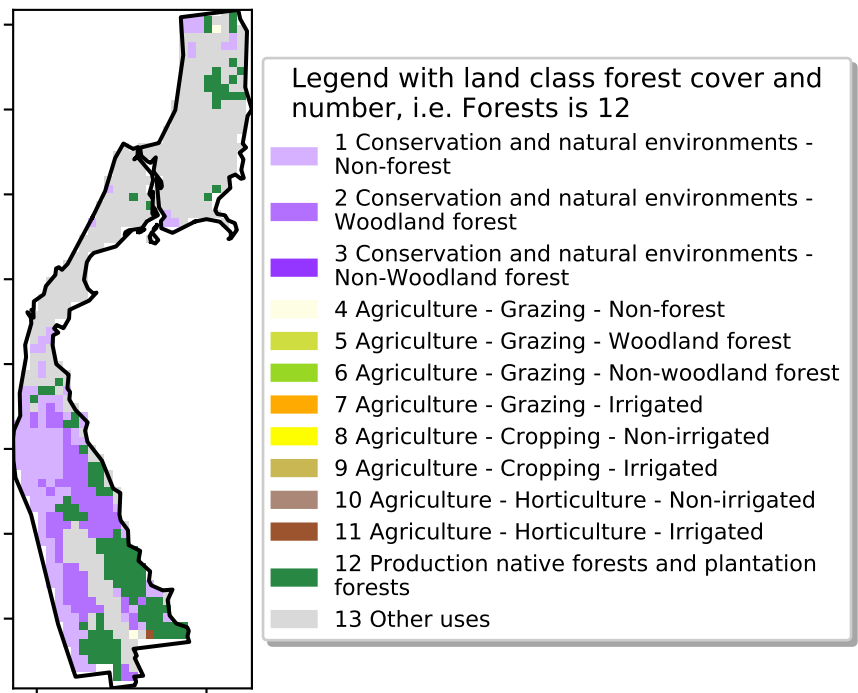 Legend with land class forest cover and
number, i.e. Forests is 12
1 Conservation and natural environments -
Non-forest
2 Conservation and natural environments -
Woodland forest
3 Conservation and natural environments -
Non-Woodland forest
4 Agriculture - Grazing - Non-forest
5 Agriculture - Grazing - Woodland forest
6 Agriculture - Grazing - Non-woodland forest
7 Agriculture - Grazing - Irrigated
8 Agriculture - Cropping - Non-irrigated
9 Agriculture - Cropping - Irrigated
10 Agriculture - Horticulture - Non-irrigated
11 Agriculture - Horticulture - Irrigated
12 Production native forests and plantation
forests
13 Other uses